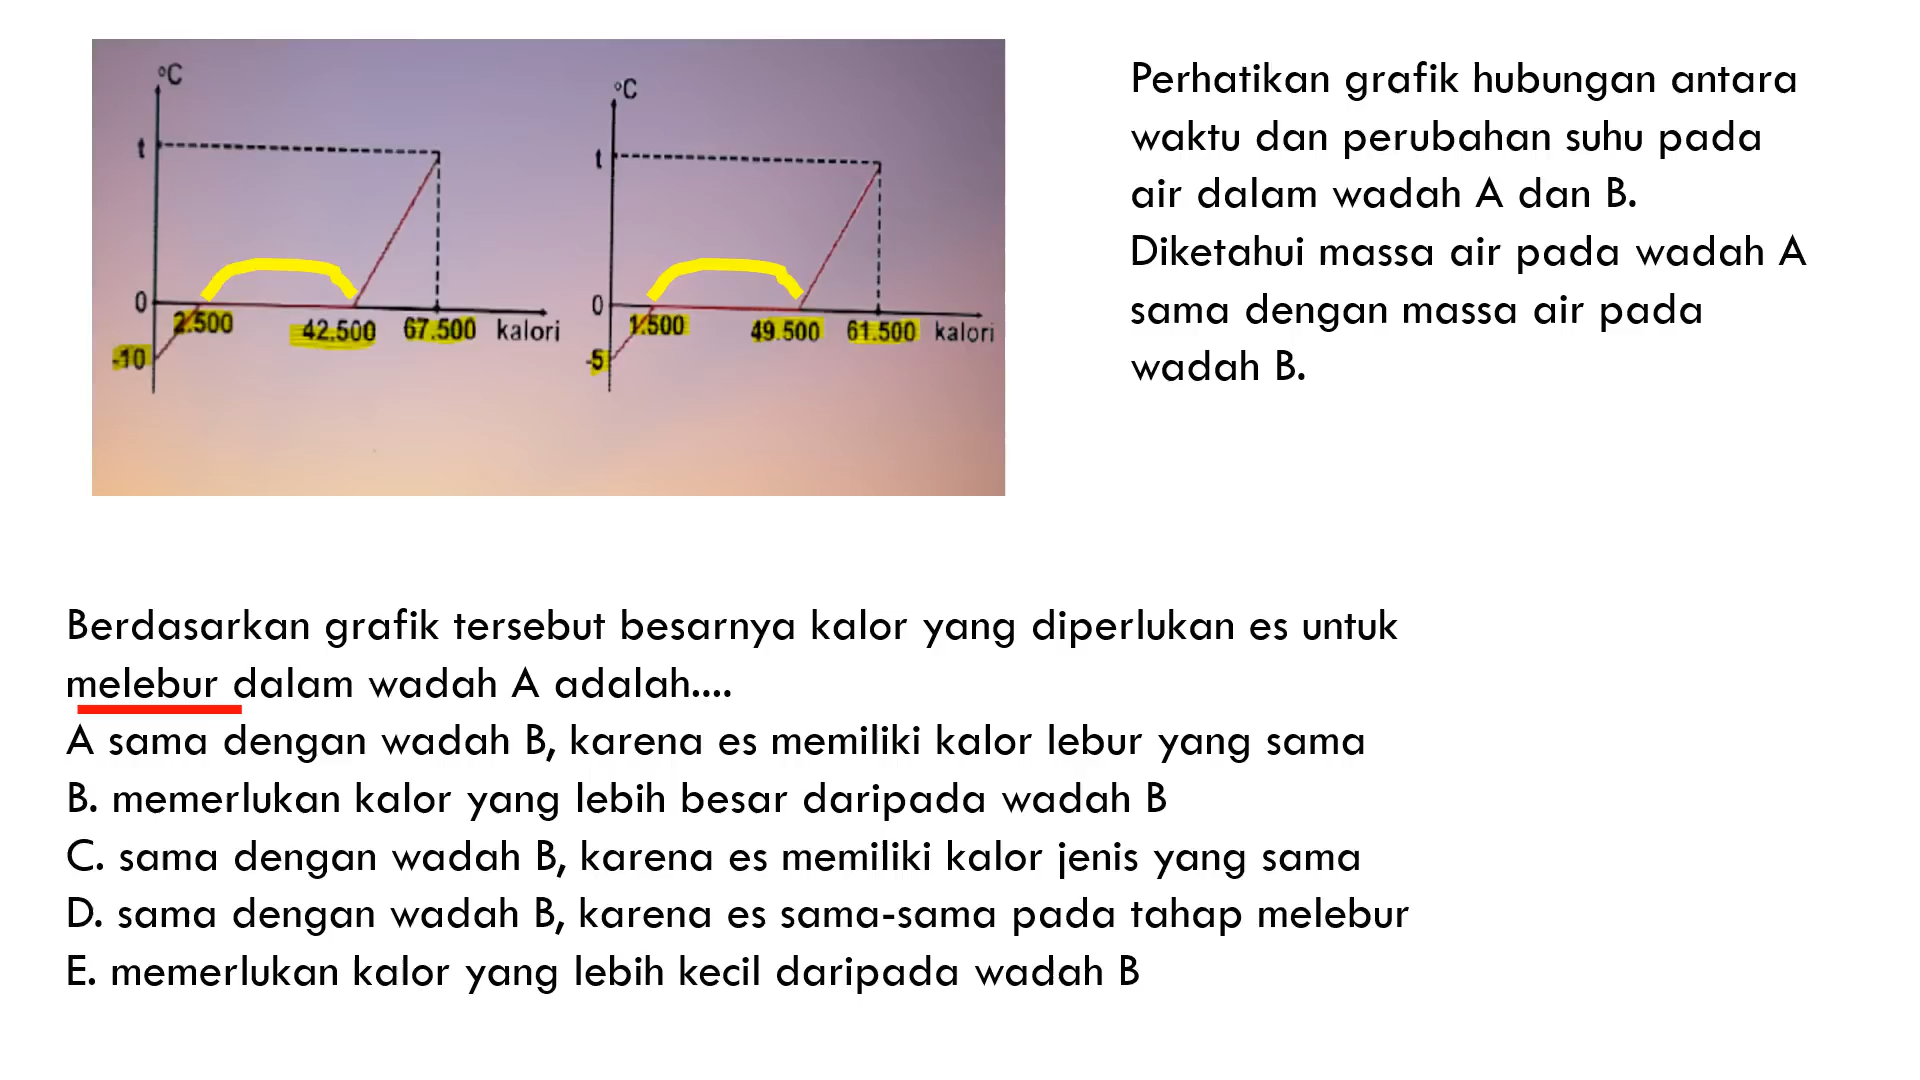 °C
t
0
2.500
42.500
67.500
kalori
-10
°C
t
0
1.500
49.500
61.500
kalori
-5
Perhatikan grafik hubungan antara
waktu dan perubahan suhu pada
air dalam wadah A dan B.
Diketahui massa air pada wadah A
sama dengan massa air pada
wadah B.
Berdasarkan grafik tersebut besarnya kalor yang diperlukan es untuk
melebur dalam wadah A adalah....
A sama dengan wadah B, karena es memiliki kalor lebur yang sama
B. memerlukan kalor yang lebih besar daripada wadah B
C. sama dengan wadah B, karena es memiliki kalor jenis yang sama
D. sama dengan wadah B, karena es sama-sama pada tahap melebur
E. memerlukan kalor yang lebih kecil daripada wadah B